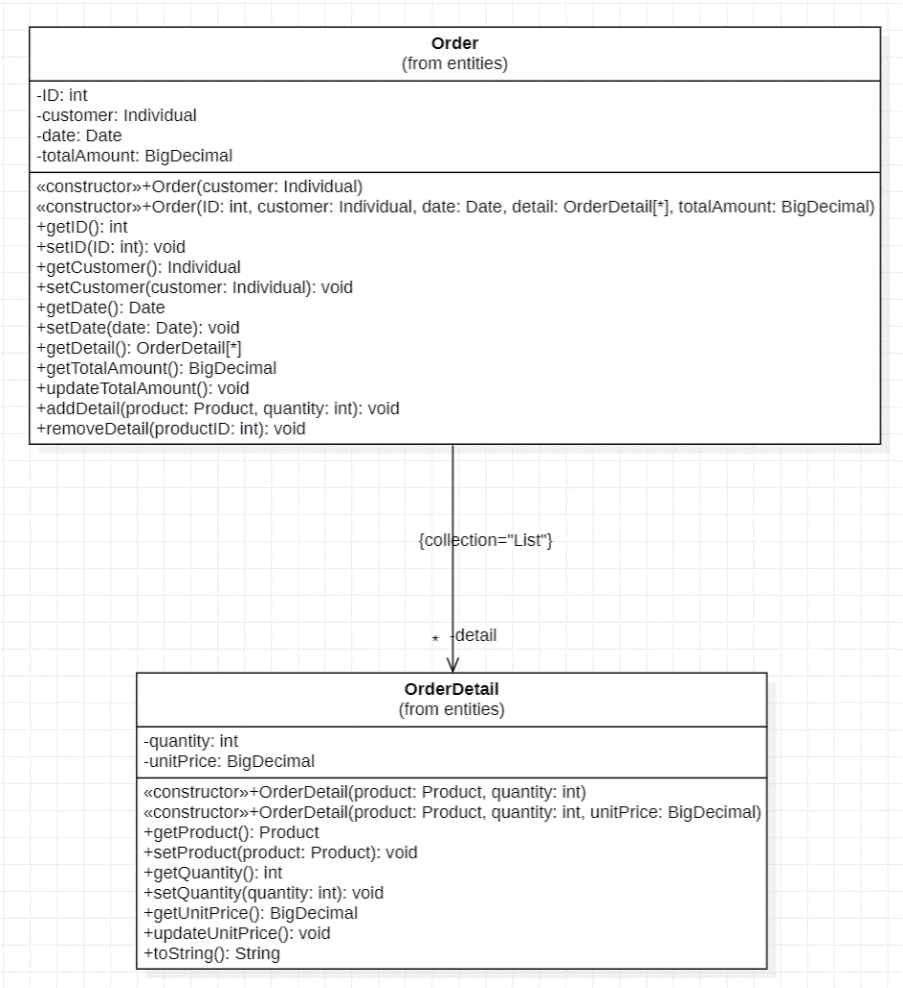 Order
(from entities)
-ID: int
-customer: Individual
-date: Date
-totalAmount: BigDecimal
«constructor»+Order(customer: Individual)
«constructor»+Order(ID: int, customer: Individual, date: Date, detail: OrderDetail[*], totalAmount: BigDecimal)
+getID(): int
+setID(ID: int): void
+getCustomer(): Individual
+setCustomer(customer: Individual): void
+getDate(): Date
+setDate(date: Date): void
+getDetail(): OrderDetail[*]
+getTotalAmount(): BigDecimal
+updateTotalAmount(): void
+addDetail(product: Product, quantity: int): void
+removeDetail(productID: int): void
{collection="List"}
* -detail
OrderDetail
(from entities)
-quantity: int
-unitPrice: BigDecimal
«constructor»+OrderDetail(product: Product, quantity: int)
«constructor»+OrderDetail(product: Product, quantity: int, unitPrice: BigDecimal)
+getProduct(): Product
+setProduct(product: Product): void
+getQuantity(): int
+setQuantity(quantity: int): void
+getUnitPrice(): BigDecimal
+updateUnitPrice(): void
+toString(): String